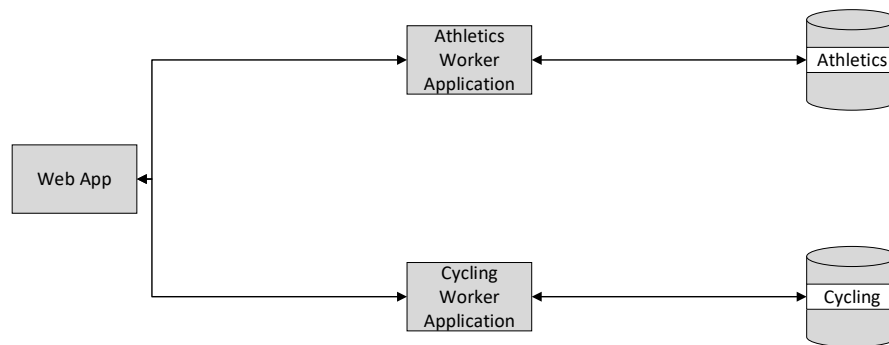 Athletics
Worker
Application
Athletics
Web App
Cycling
Worker
Application
Cycling